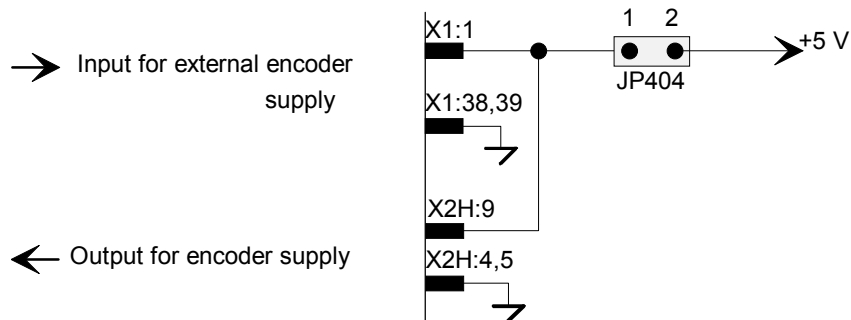 X1:1
1 2
+5 V
JP404
Input for external encoder
supply
X1:38,39
X2H:9
Output for encoder supply
X2H:4,5